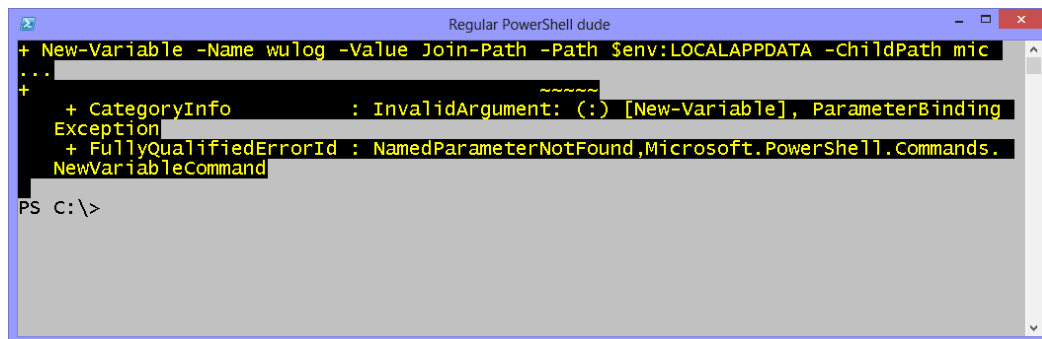 Regular PowerShell dude
+ New-Variable -Name wulog -Value Join-Path -Path $env:LOCALAPPDATA -ChildPath mic
...
+                                                          ~~~~~
    + CategoryInfo          : InvalidArgument: (:) [New-Variable], ParameterBinding
   Exception
    + FullyQualifiedErrorId : NamedParameterNotFound,Microsoft.PowerShell.Commands.
   NewVariableCommand
PS C:\>